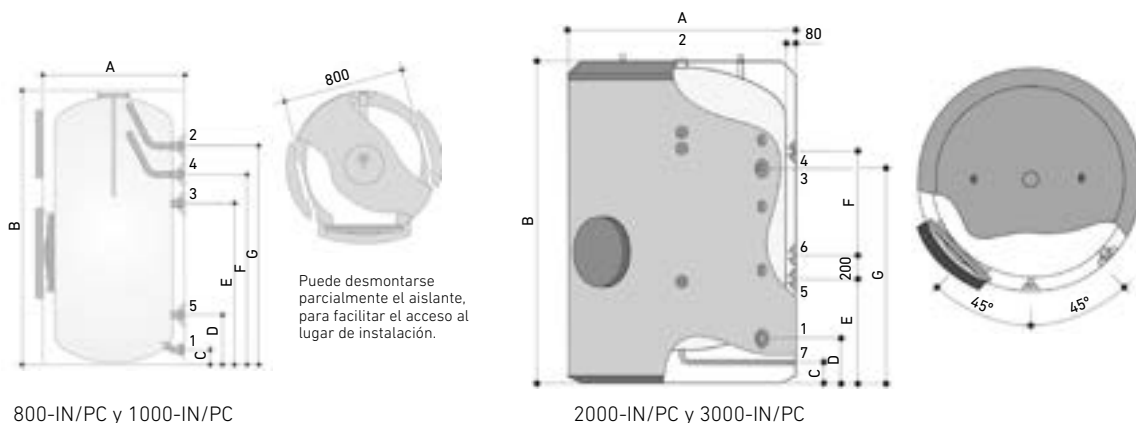 A
B
2
4
3
5
1
C
D
E
F
G
800
Puede desmontarse
parcialmente el aislante,
para facilitar el acceso al
lugar de instalación.
800-IN/PC y 1000-IN/PC
A
2
80
B
4
3
F
6
200
5
G
E
1
7
C
D
45º
45º
2000-IN/PC y 3000-IN/PC